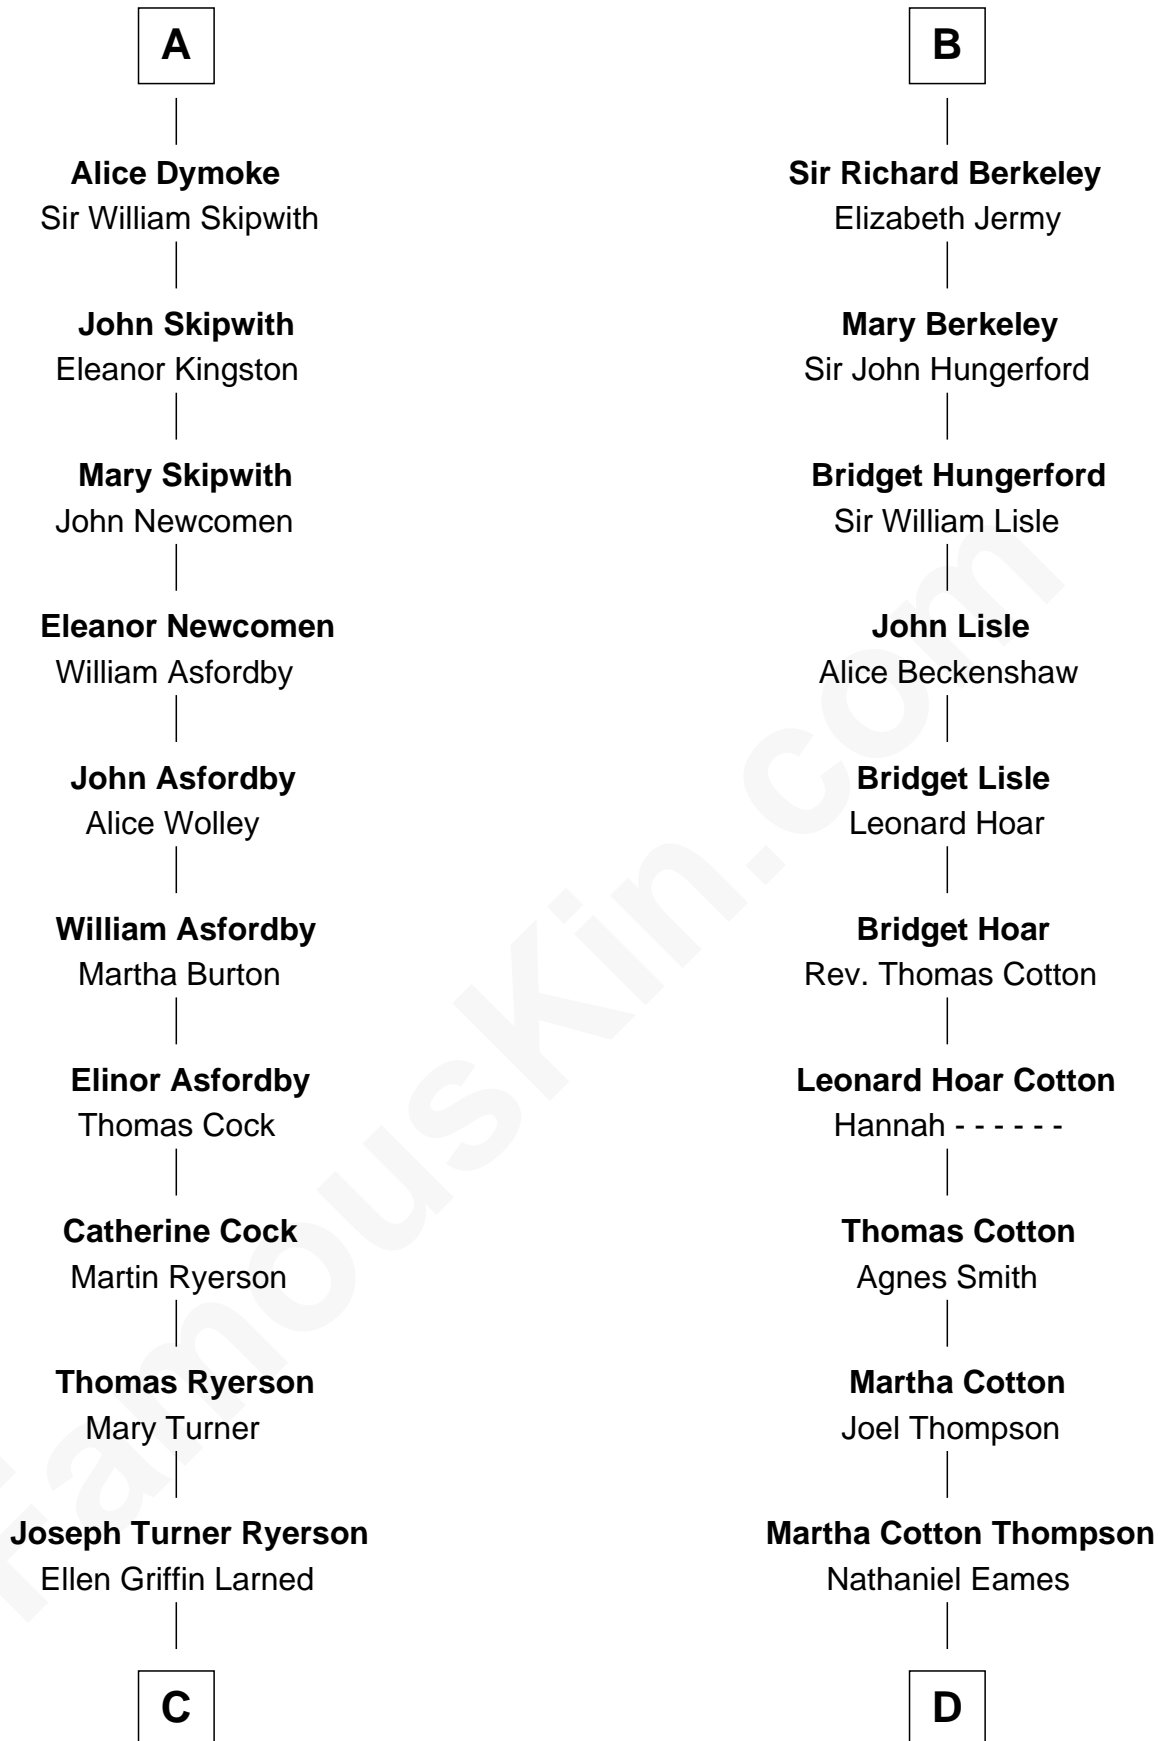 A
Alice Dymoke
Sir William Skipwith
John Skipwith
Eleanor Kingston
Mary Skipwith
John Newcomen
Eleanor Newcomen
William Asfordby
John Asfordby
Alice Wolley
William Asfordby
Martha Burton
Elinor Asfordby
Thomas Cock
Catherine Cock
Martin Ryerson
Thomas Ryerson
Mary Turner
Joseph Turner Ryerson
Ellen Griffin Larned
C
B
Sir Richard Berkeley
Elizabeth Jermy
Mary Berkeley
Sir John Hungerford
Bridget Hungerford
Sir William Lisle
John Lisle
Alice Beckenshaw
Bridget Lisle
Leonard Hoar
Bridget Hoar
Rev. Thomas Cotton
Leonard Hoar Cotton
Hannah - - - - - -
Thomas Cotton
Agnes Smith
Martha Cotton
Joel Thompson
Martha Cotton Thompson
Nathaniel Eames
D
FamousKin.com